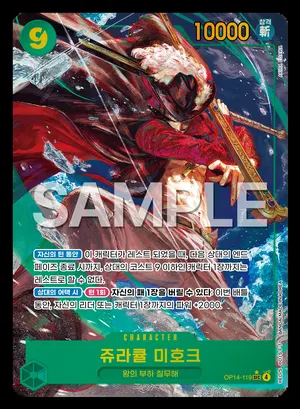 9
10000
참격
斬
SAMPLE
자신의 턴 동안 이 캐릭터가 레스트 되었을 때, 다음 상대의 엔드
페이즈 종료 시까지, 상대의 코스트 9 이하인 캐릭터 1장까지는
레스트로 할 수 없다.
상대의 어택 시 턴 1회 자신의 패 1장을 버릴 수 있다: 이번 배틀
동안, 자신의 리더 또는 캐릭터 1장까지의 파워 +2000.
CHARACTER
쥬라큘 미호크
왕의 부하 칠무해
OP14-119 SEC 4